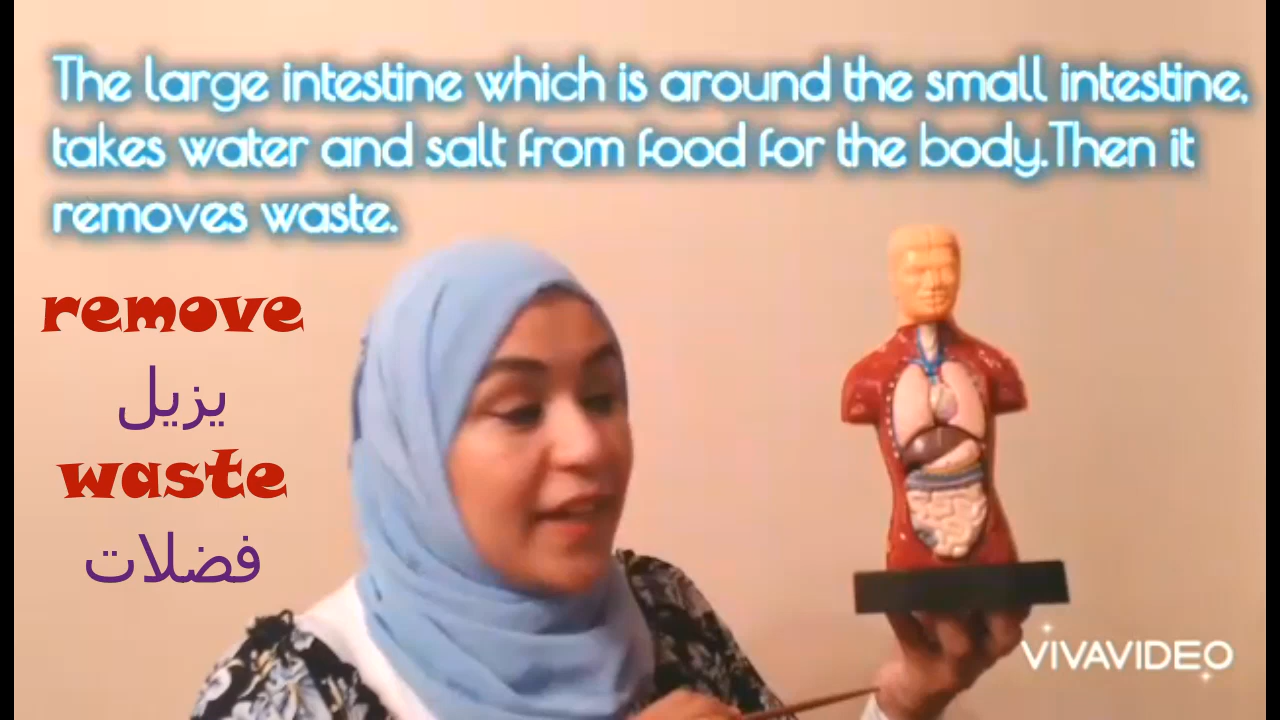 The large intestine which is around the small intestine,
takes water and salt from food for the body.Then it
removes waste.
remove
يزيل
waste
فضلات
VIVAVIDEO